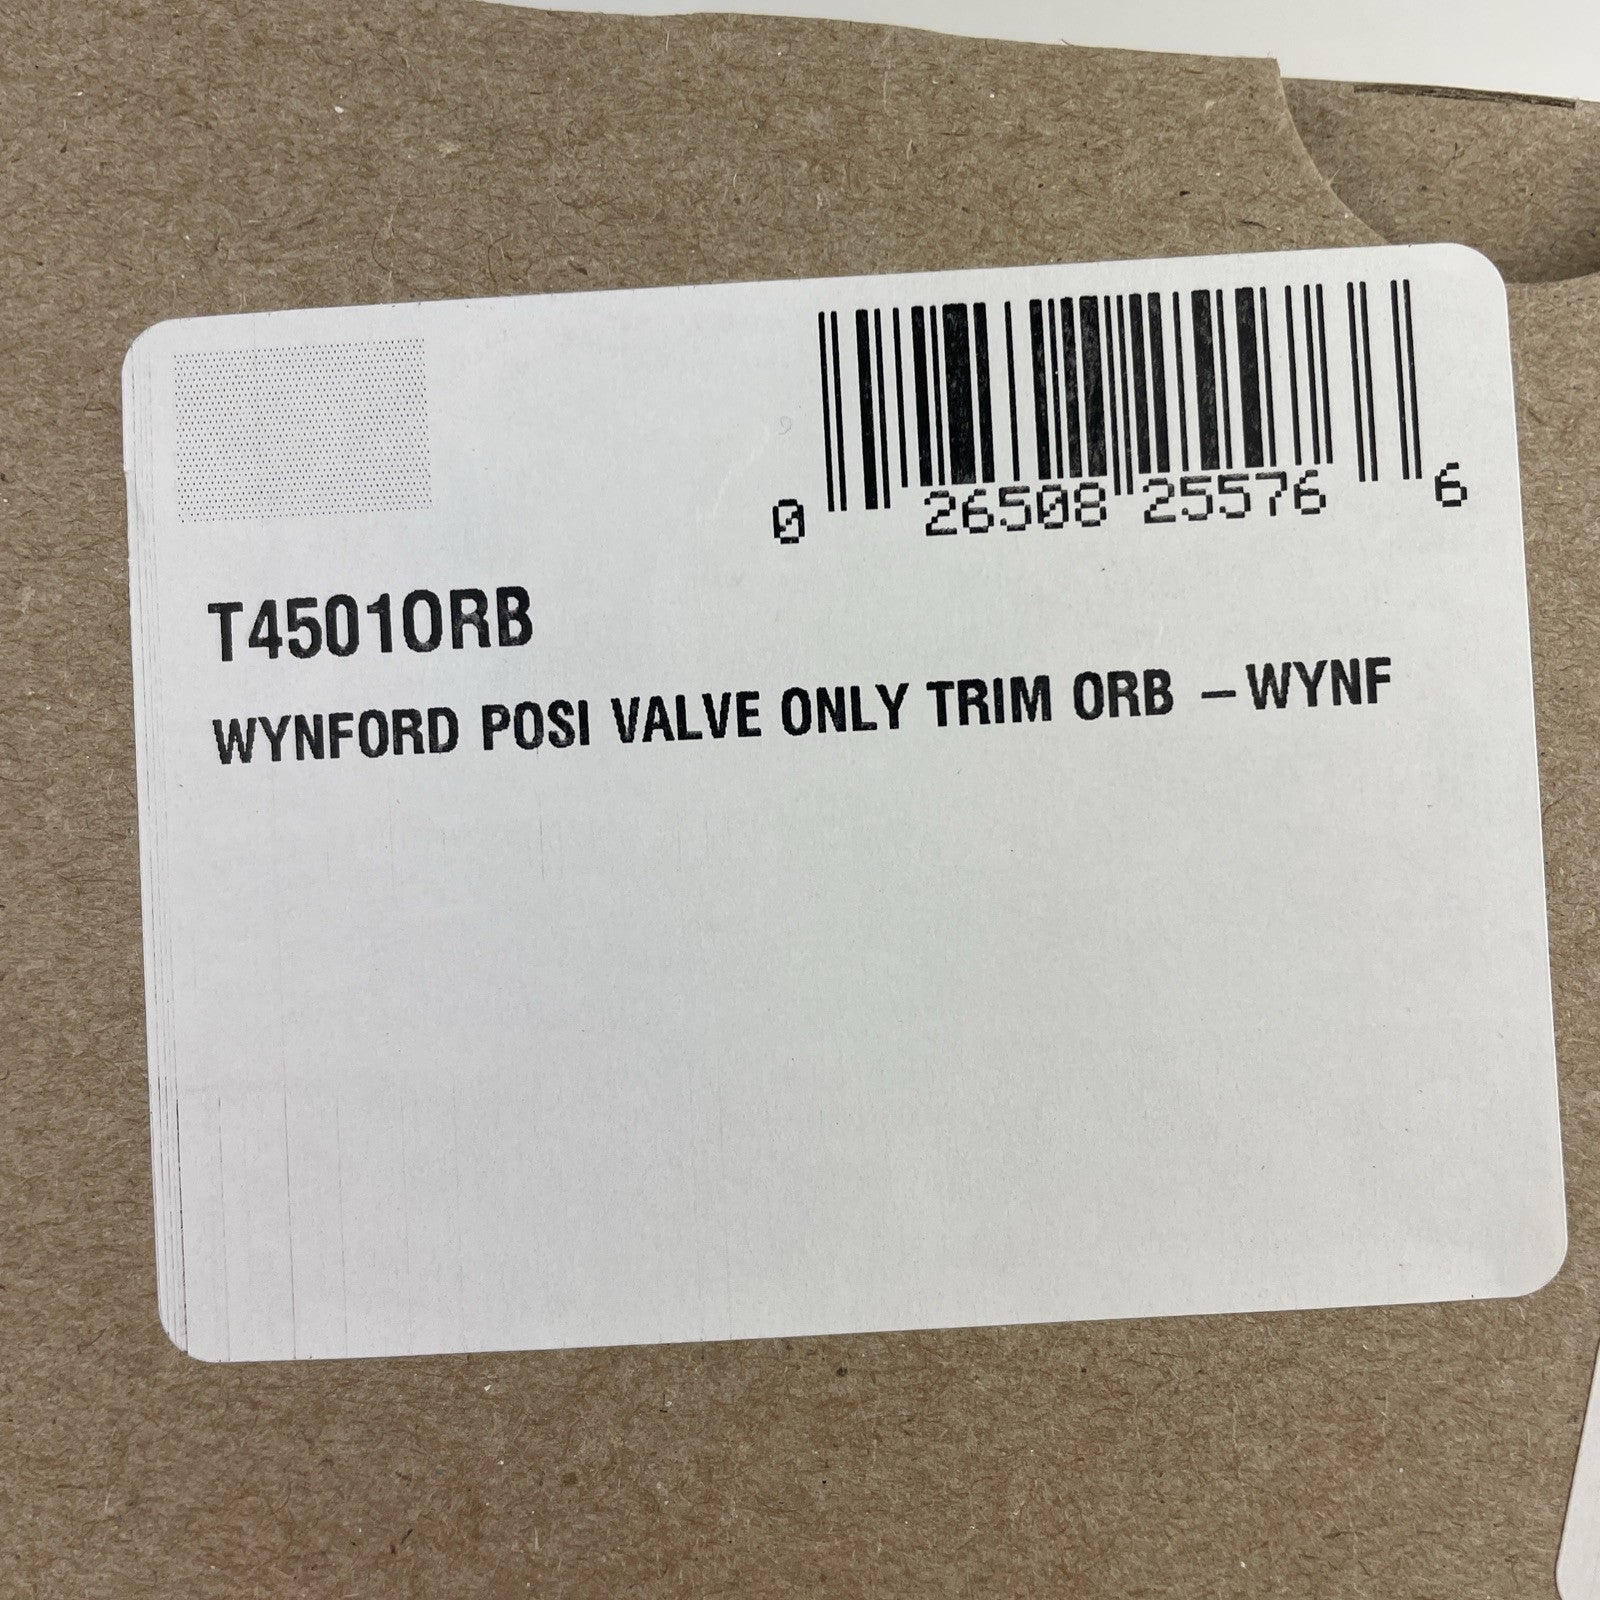 0 26508 25576 6
T4501ORB
WYNFORD POSI VALVE ONLY TRIM ORB – WYNF